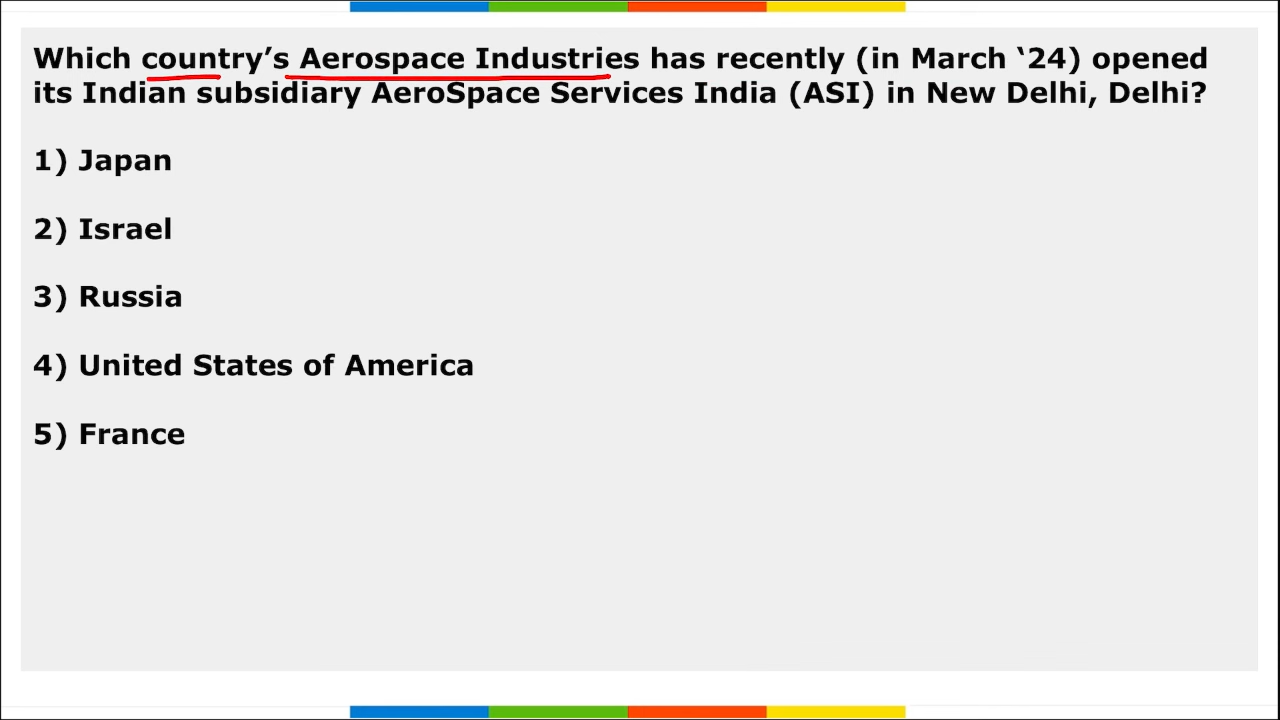 Which country’s Aerospace Industries has recently (in March ‘24) opened
its Indian subsidiary AeroSpace Services India (ASI) in New Delhi, Delhi?
1) Japan
2) Israel
3) Russia
4) United States of America
5) France